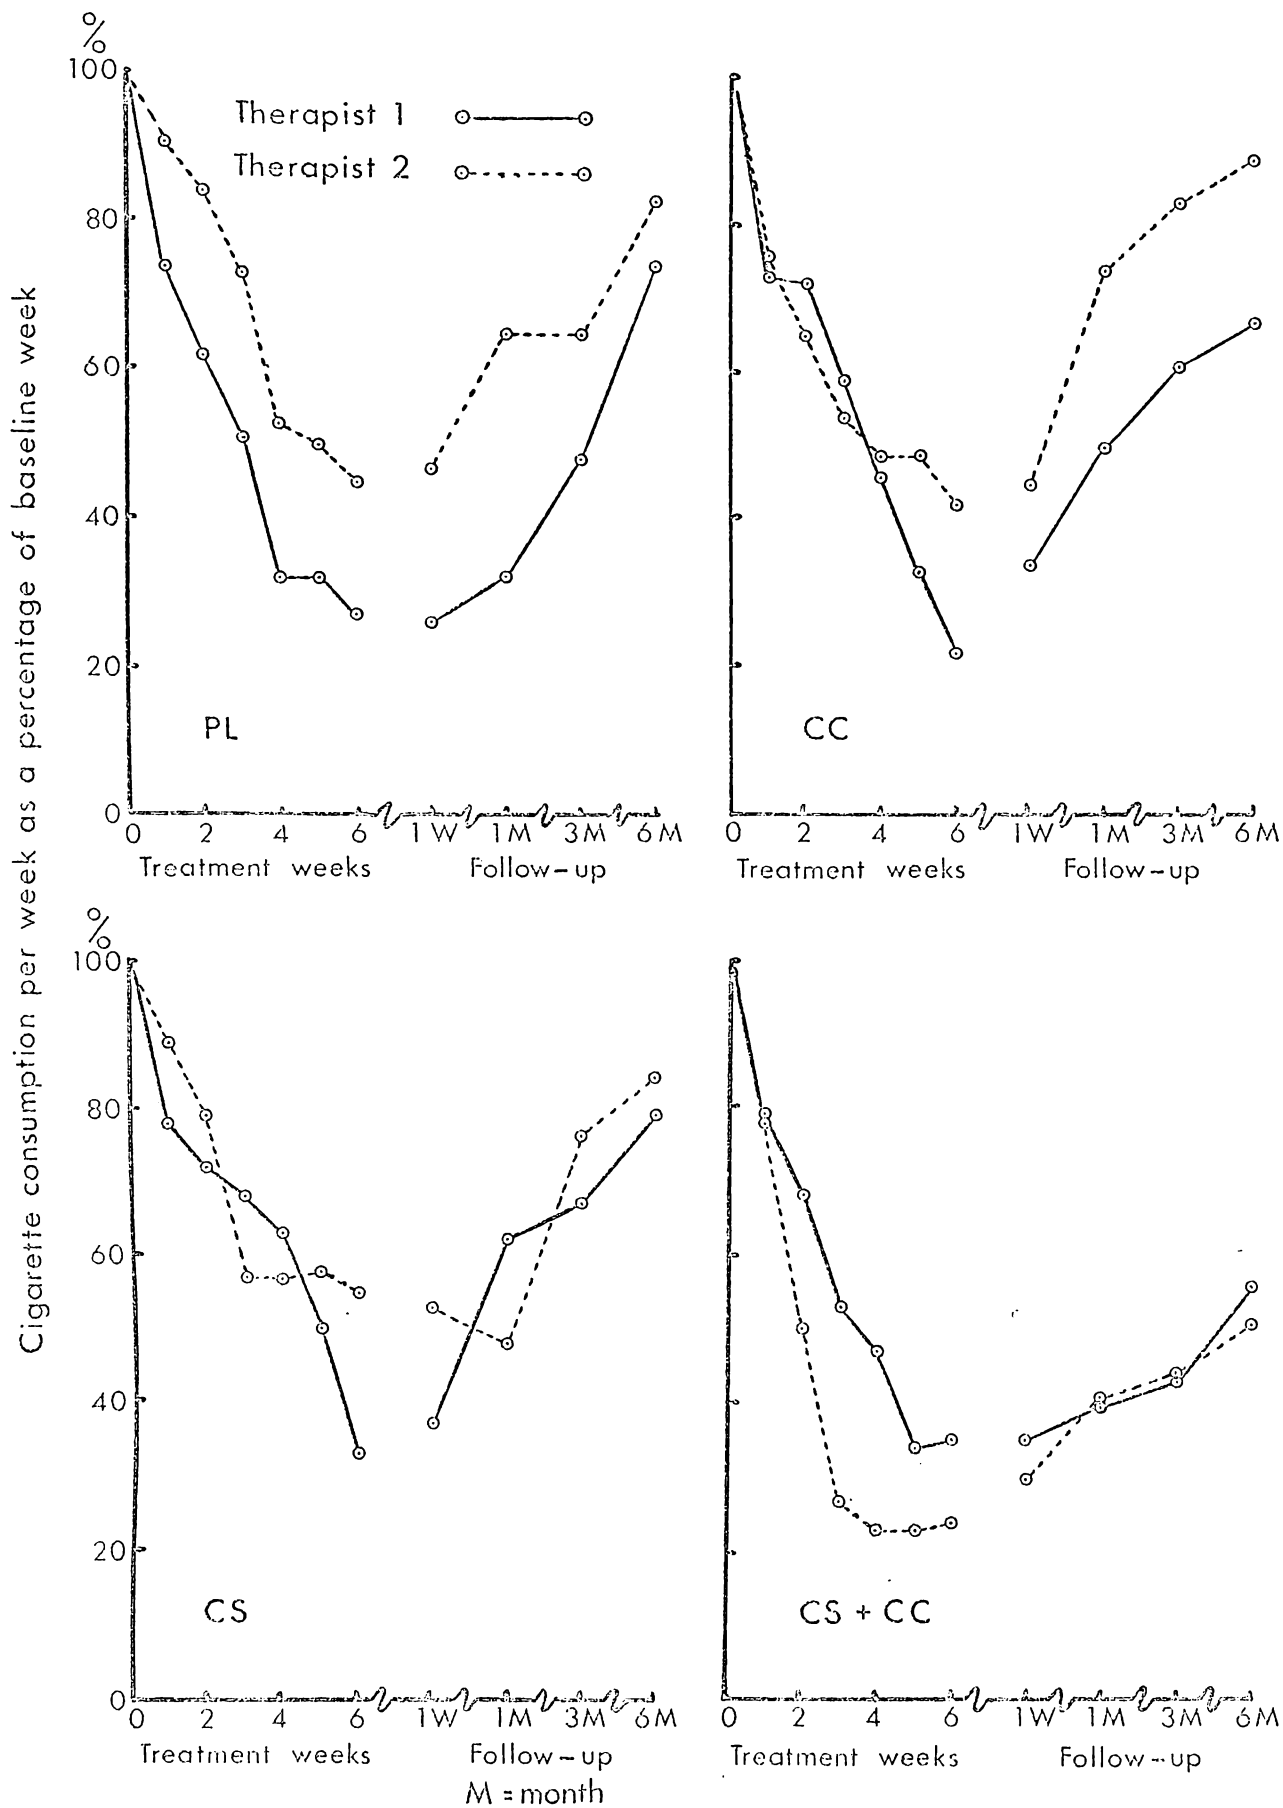 %
100
Therapist 1
Therapist 2
80
60
40
20
0
PL
CC
0 2 4 6 1W 1M 3M 6M
0 2 4 6 1W 1M 3M 6M
Treatment weeks Follow-up
Treatment weeks Follow-up
Cigarette consumption per week as a percentage of baseline week
%
100
80
60
40
20
0
CS
CS + CC
0 2 4 6 1W 1M 3M 6M
0 2 4 6 1W 1M 3M 6M
Treatment weeks Follow-up
Treatment weeks Follow-up
M = month